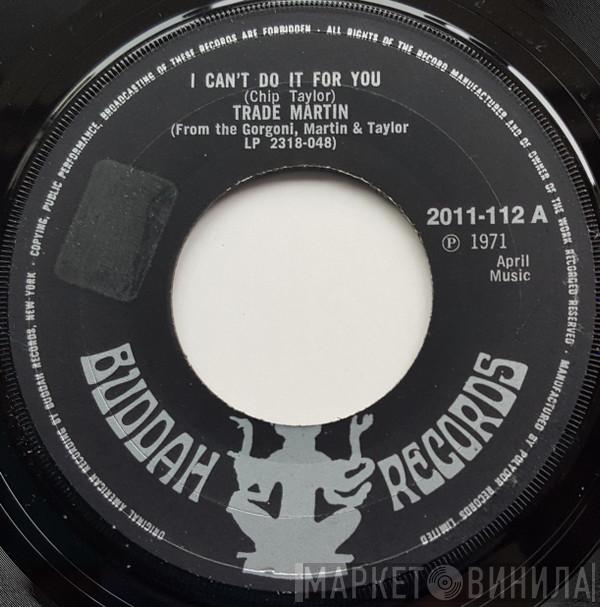 I CAN'T DO IT FOR YOU
(Chip Taylor)
TRADE MARTIN
(From the Gorgoni, Martin & Taylor
LP 2318-048)
2011-112 A
Ⓟ 1971
April
Music
BUDDAH RECORDS
ORIGINAL AMERICAN RECORDING BY BUDDAH RECORDS, NEW YORK · COPYING, PUBLIC PERFORMANCE, BROADCASTING OF THESE RECORDS ARE FORBIDDEN · ALL RIGHTS OF THE RECORD MANUFACTURER AND OF OWNER OF THE WORK RECORDED RESERVED · MANUFACTURED BY POLYDOR RECORDS LIMITED
МАРКЕТ ВИНИЛА!